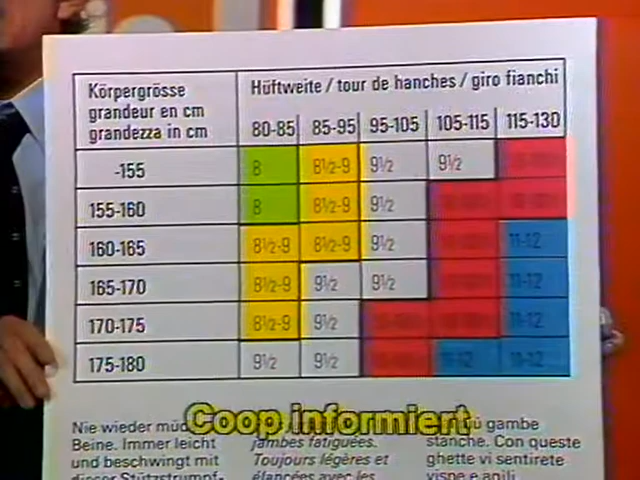 Körpergrösse
grandeur en cm
grandezza in cm
Hüftweite / tour de hanches / giro fianchi
80-85 85-95 95-105 105-115 115-130
-155 8 8½-9 9½ 9½
155-160 8 8½-9 9½
160-165 8½-9 8½-9 9½ 11-12
165-170 8½-9 9½ 9½ 11-12
170-175 8½-9 9½ 11-12
175-180 9½ 9½ 11-12 11-12
Coop informiert
Nie wieder
Beine. Immer leicht
und beschwingt mit
dieser Stützstrumpf-
jambes fatiguées.
Toujours légères et
élancées avec les
gambe
stanche. Con queste
ghette vi sentirete